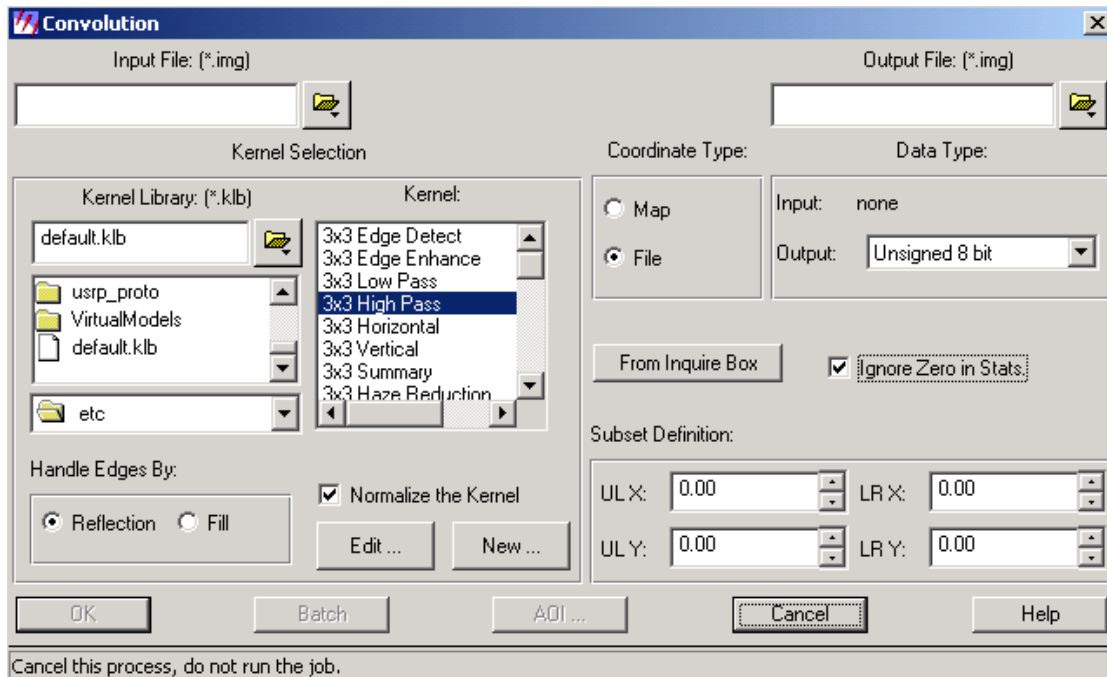 Convolution
Input File: (*.img)
Output File: (*.img)
Kernel Selection
Coordinate Type:
Data Type:
Kernel Library: (*.klb)
Kernel:
default.klb
usrp_proto
VirtualModels
default.klb
etc
3x3 Edge Detect
3x3 Edge Enhance
3x3 Low Pass
3x3 High Pass
3x3 Horizontal
3x3 Vertical
3x3 Summary
3x3 Haze Reduction
Handle Edges By:
Reflection
Fill
Normalize the Kernel
Edit ...
New ...
Map
File
Input: none
Output: Unsigned 8 bit
From Inquire Box
Ignore Zero in Stats.
Subset Definition:
UL X: 0.00
LR X: 0.00
UL Y: 0.00
LR Y: 0.00
OK
Batch
AOI ...
Cancel
Help
Cancel this process, do not run the job.